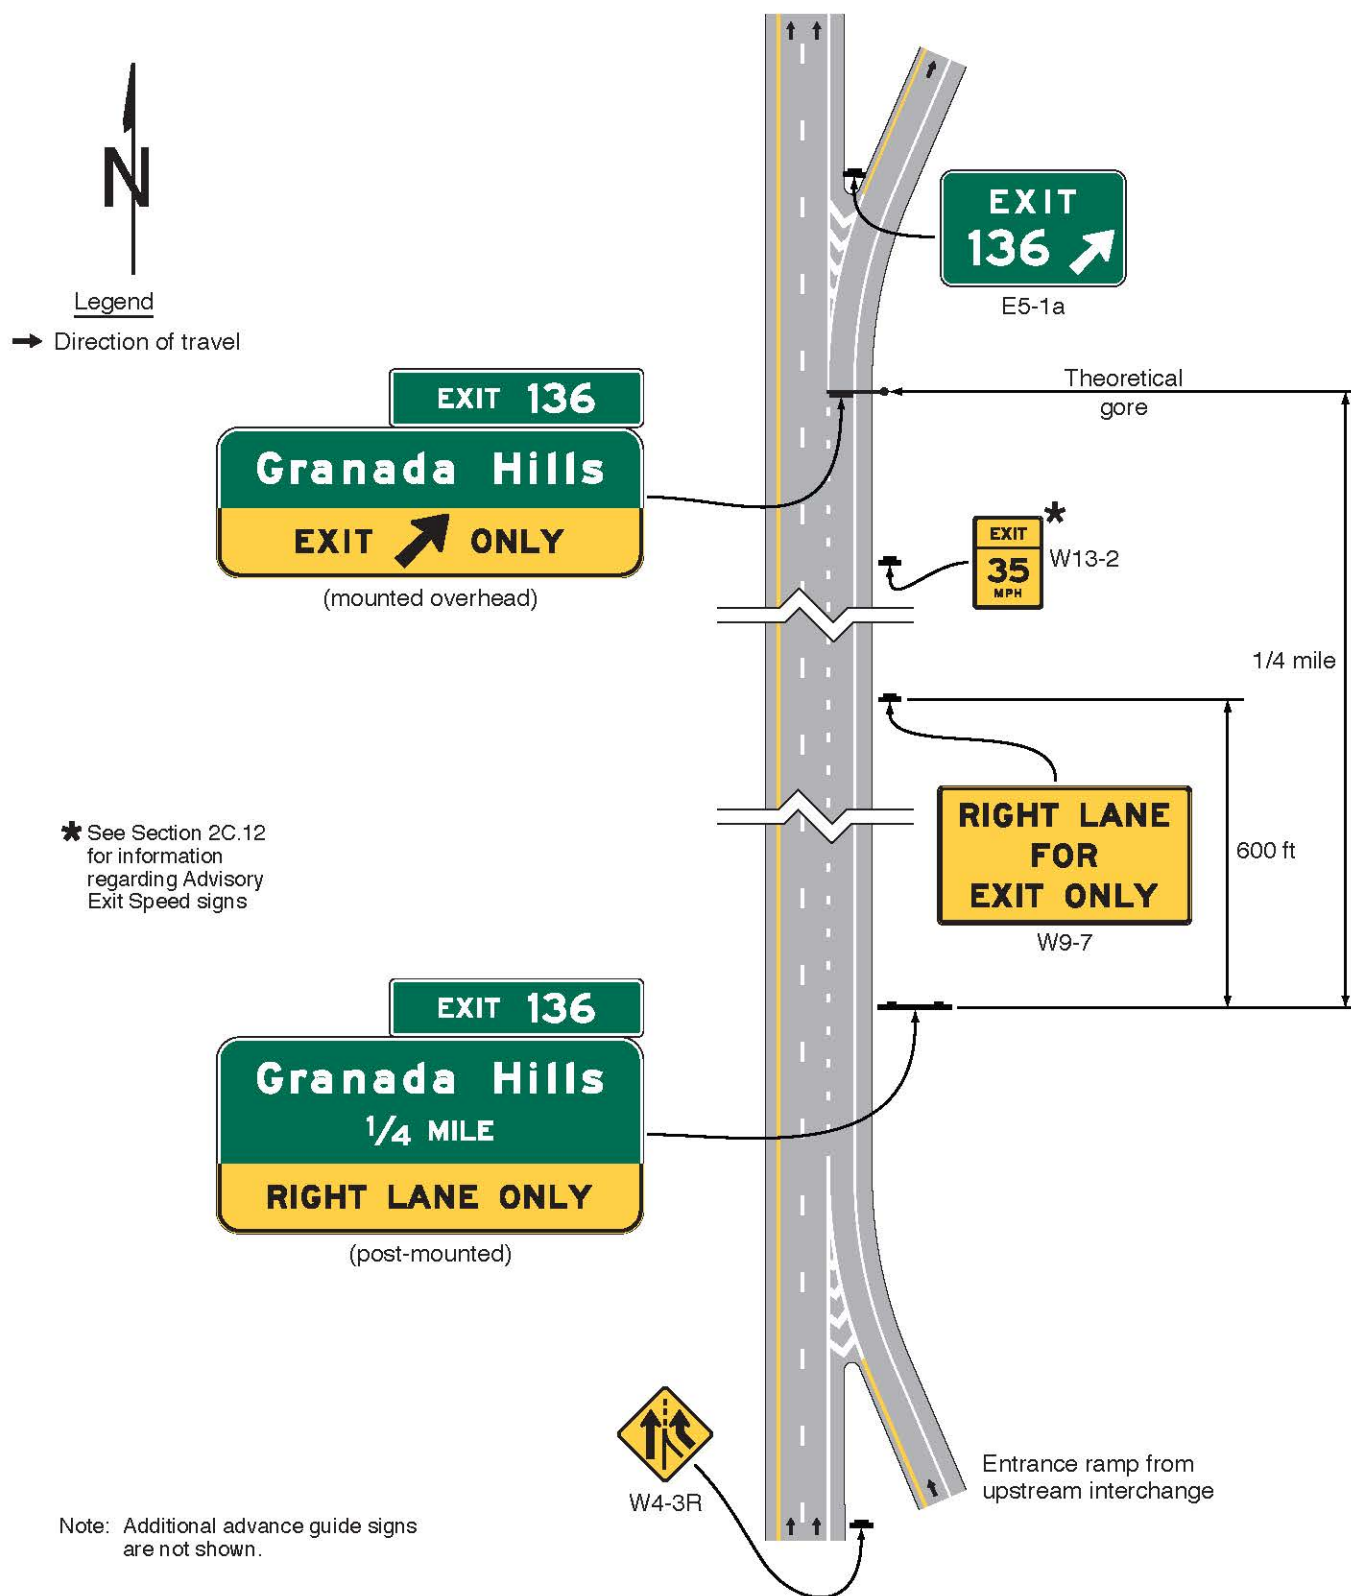 N
Legend
Direction of travel
EXIT
136
E5-1a
Theoretical
gore
EXIT 136
Granada Hills
EXIT ONLY
(mounted overhead)
*
EXIT
35
MPH
W13-2
1/4 mile
RIGHT LANE
FOR
EXIT ONLY
W9-7
600 ft
* See Section 2C.12
for information
regarding Advisory
Exit Speed signs
EXIT 136
Granada Hills
1/4 MILE
RIGHT LANE ONLY
(post-mounted)
W4-3R
Entrance ramp from
upstream interchange
Note: Additional advance guide signs
are not shown.